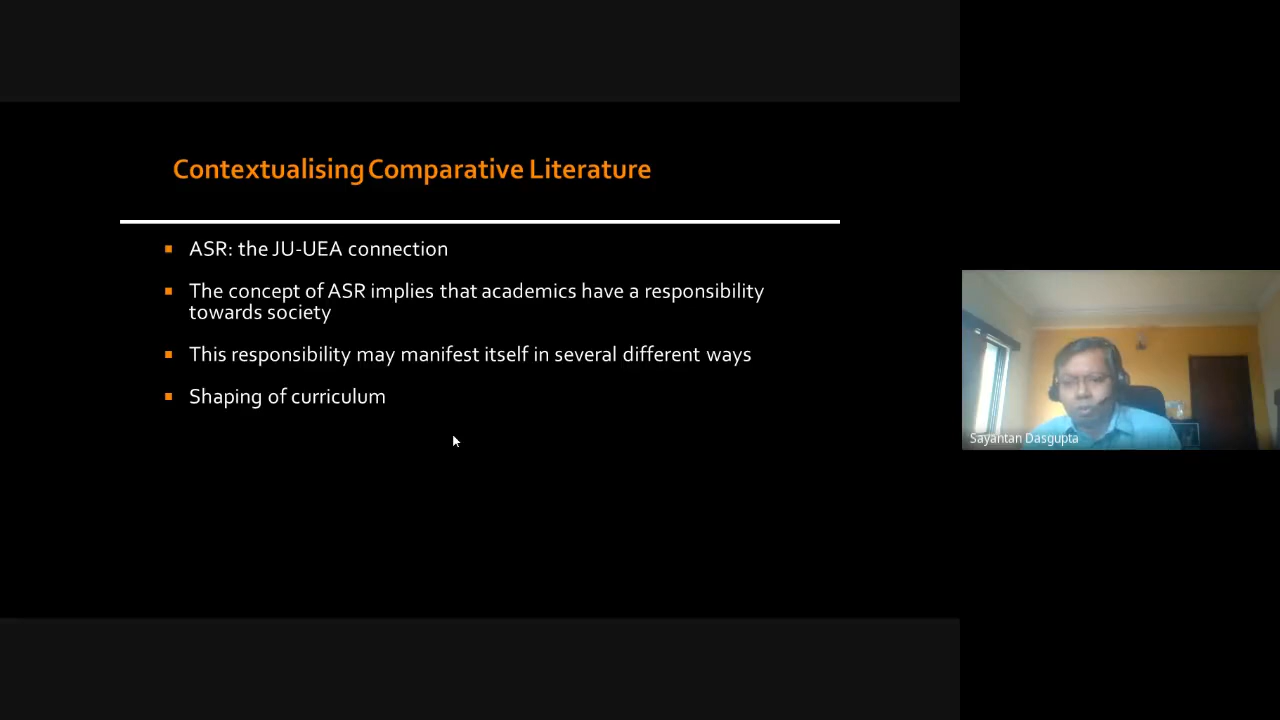 Contextualising Comparative Literature
ASR: the JU-UEA connection
The concept of ASR implies that academics have a responsibility
towards society
This responsibility may manifest itself in several different ways
Shaping of curriculum
Sayantan Dasgupta